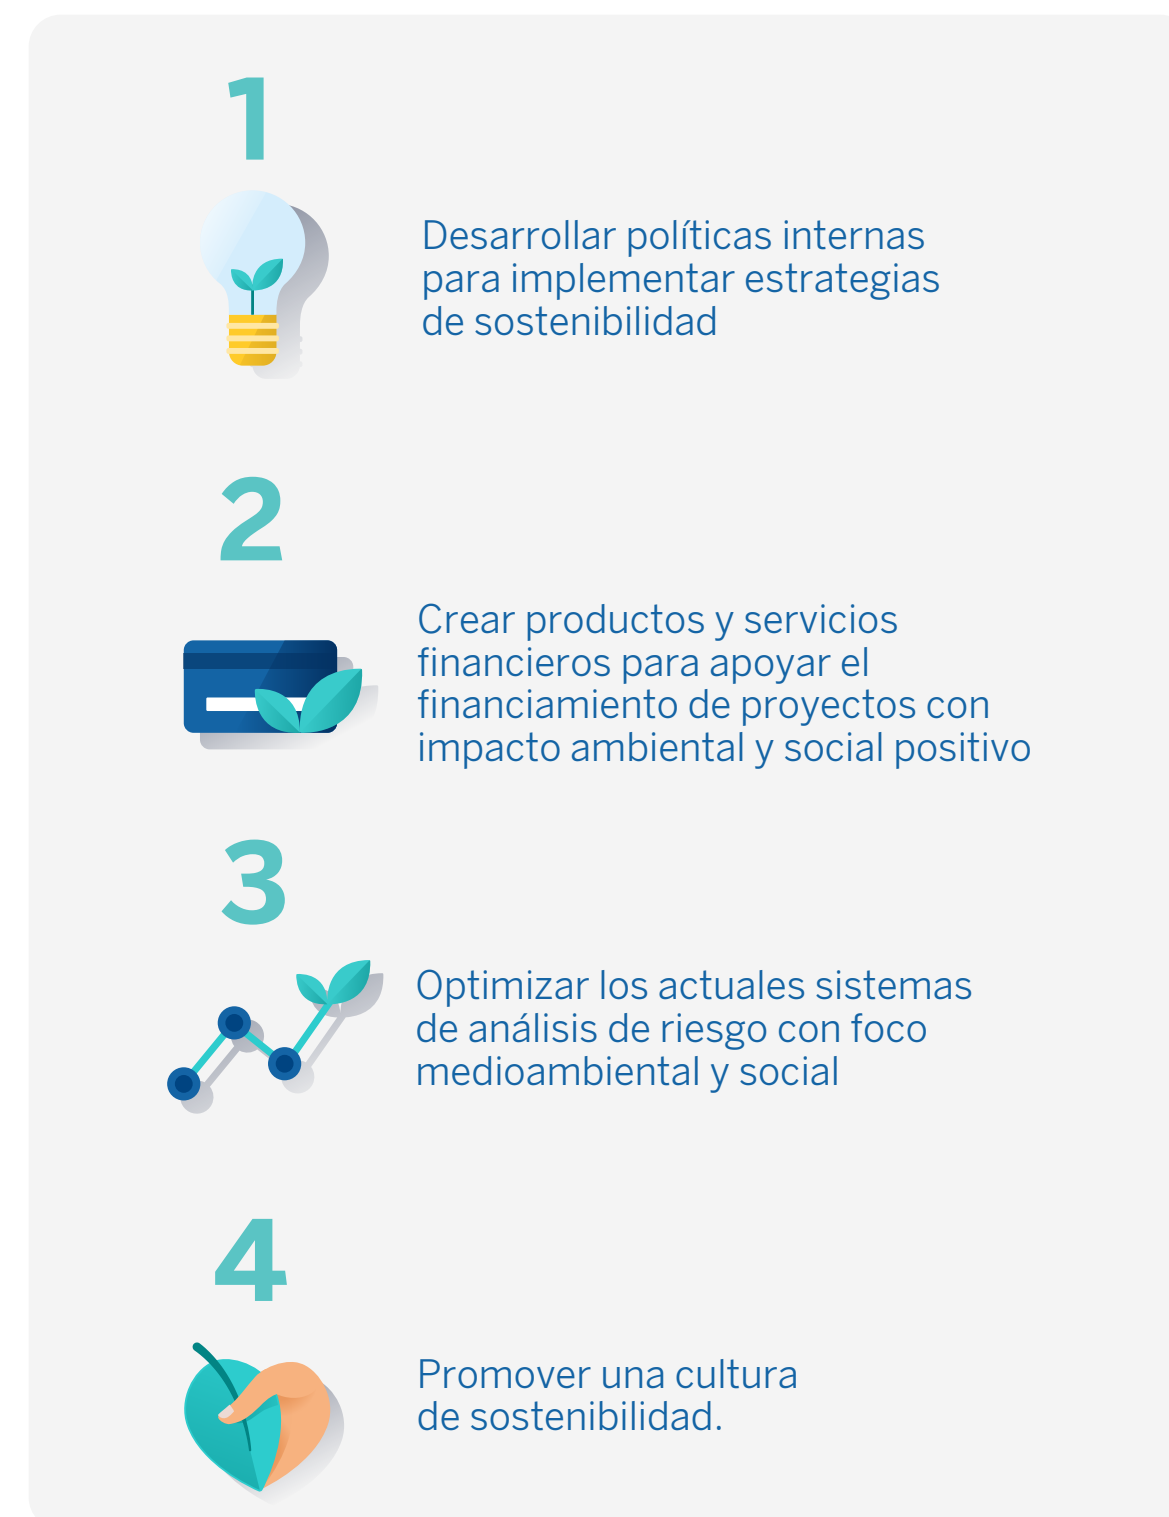 1
Desarrollar políticas internas
para implementar estrategias
de sostenibilidad
2
Crear productos y servicios
financieros para apoyar el
financiamiento de proyectos con
impacto ambiental y social positivo
3
Optimizar los actuales sistemas
de análisis de riesgo con foco
medioambiental y social
4
Promover una cultura
de sostenibilidad.